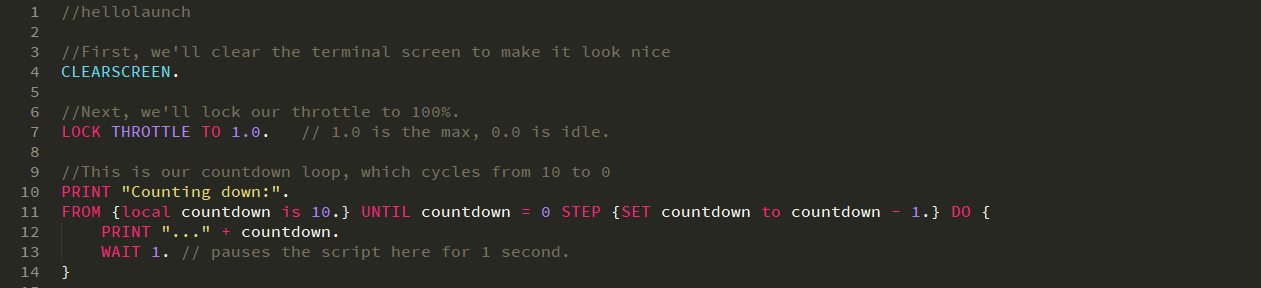 1 //hellolaunch
2
3 //First, we'll clear the terminal screen to make it look nice
4 CLEARSCREEN.
5
6 //Next, we'll lock our throttle to 100%.
7 LOCK THROTTLE TO 1.0.   // 1.0 is the max, 0.0 is idle.
8
9 //This is our countdown loop, which cycles from 10 to 0
10 PRINT "Counting down:".
11 FROM {local countdown is 10.} UNTIL countdown = 0 STEP {SET countdown to countdown - 1.} DO {
12     PRINT "..." + countdown.
13     WAIT 1. // pauses the script here for 1 second.
14 }